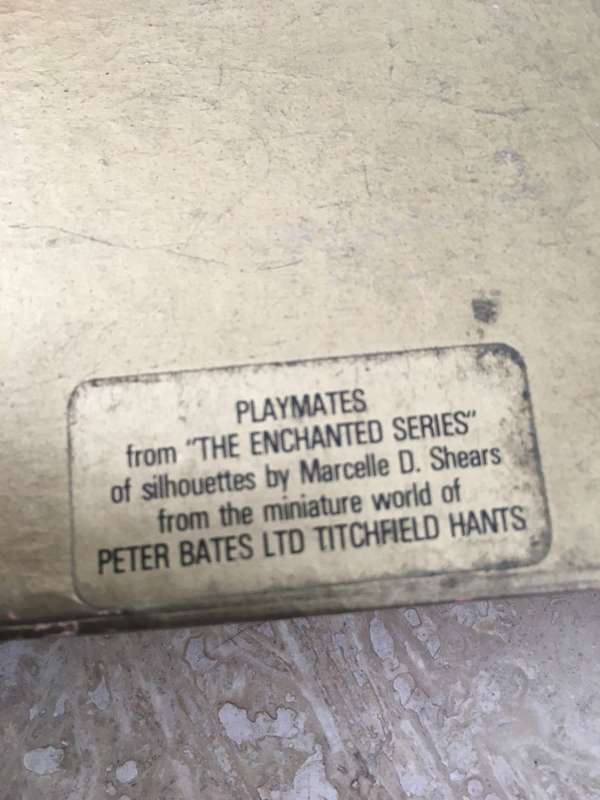 PLAYMATES
from "THE ENCHANTED SERIES"
of silhouettes by Marcelle D. Shears
from the miniature world of
PETER BATES LTD TITCHFIELD HANTS